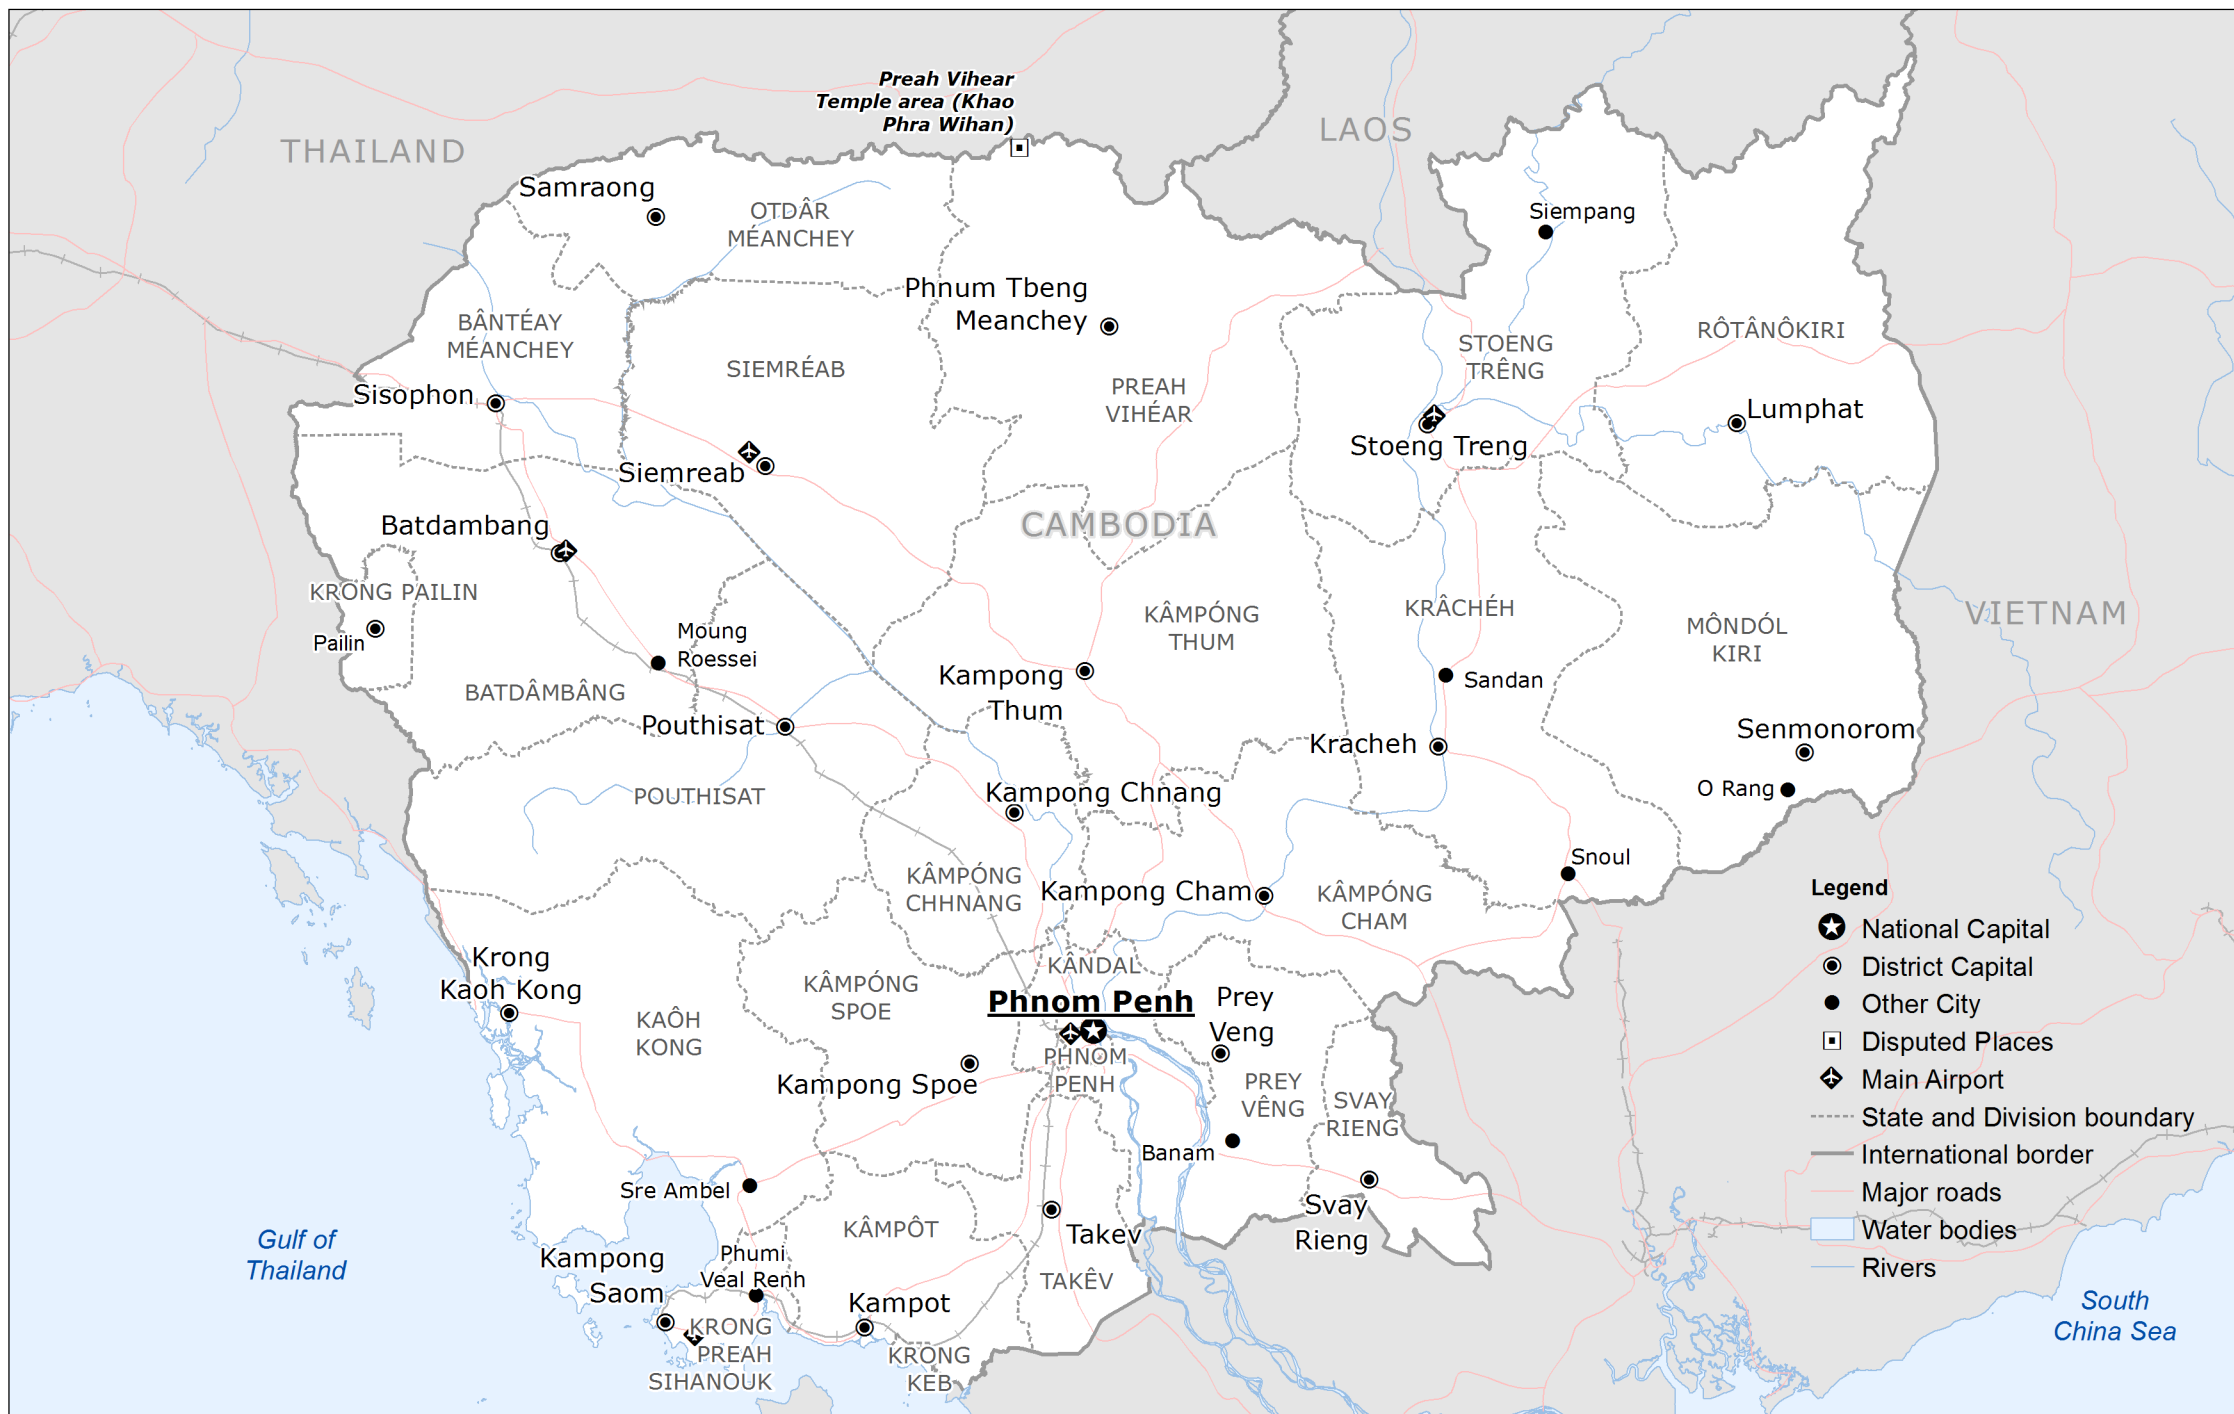 Preah Vihear
Temple area (Khao
Phra Wihan)
THAILAND
LAOS
Samraong
OTDÂR
MÉANCHEY
Siempang
Phnum Tbeng
Meanchey
BÂNTÉAY
MÉANCHEY
SIEMRÉAB
PREAH
VIHÉAR
STOENG
TRÊNG
RÔTÂNÔKIRI
Sisophon
Lumphat
Stoeng Treng
Siemreab
Batdambang
CAMBODIA
KRONG PAILIN
Pailin
Moung
Roessei
KÂMPÓNG
THUM
KRÂCHÉH
MÔNDÓL
KIRI
VIETNAM
BATDÂMBÂNG
Kampong
Thum
Sandan
Pouthisat
Kracheh
Senmonorom
O Rang
POUTHISAT
Kampong Chnang
Snoul
KÂMPÓNG
CHHNANG
Kampong Cham
KÂMPÓNG
CHAM
Krong
Kaoh Kong
KAÔH
KONG
KÂMPÓNG
SPOE
KÂNDAL
Phnom Penh
PHNOM
PENH
Prey
Veng
Kampong Spoe
PREY
VÊNG
SVAY
RIENG
Banam
Sre Ambel
Svay
Rieng
KÂMPÔT
Takev
TAKÊV
Kampong
Saom
Phumi
Veal Renh
Kampot
KRONG
PREAH
SIHANOUK
KRONG
KEB
Gulf of
Thailand
South
China Sea
Legend
National Capital
District Capital
Other City
Disputed Places
Main Airport
State and Division boundary
International border
Major roads
Water bodies
Rivers